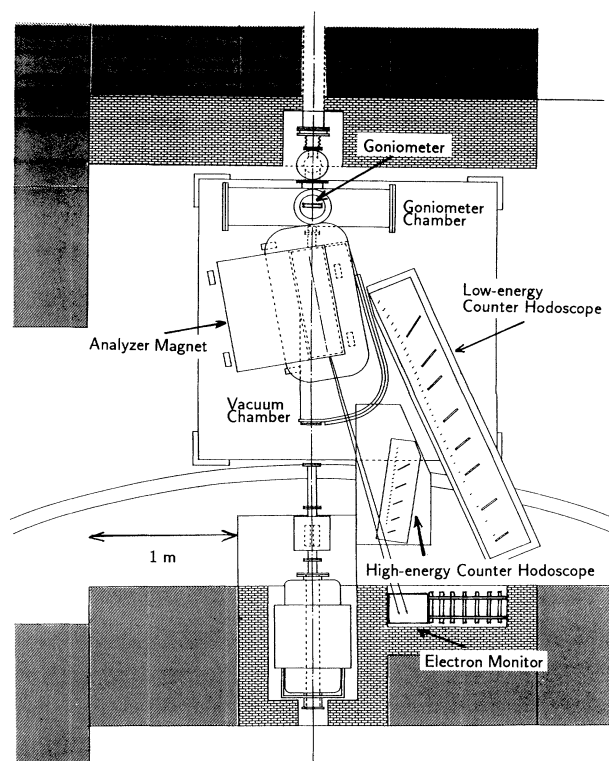 Goniometer
Goniometer
Chamber
Low-energy
Counter Hodoscope
Analyzer Magnet
Vacuum
Chamber
1 m
High-energy Counter Hodoscope
Electron Monitor